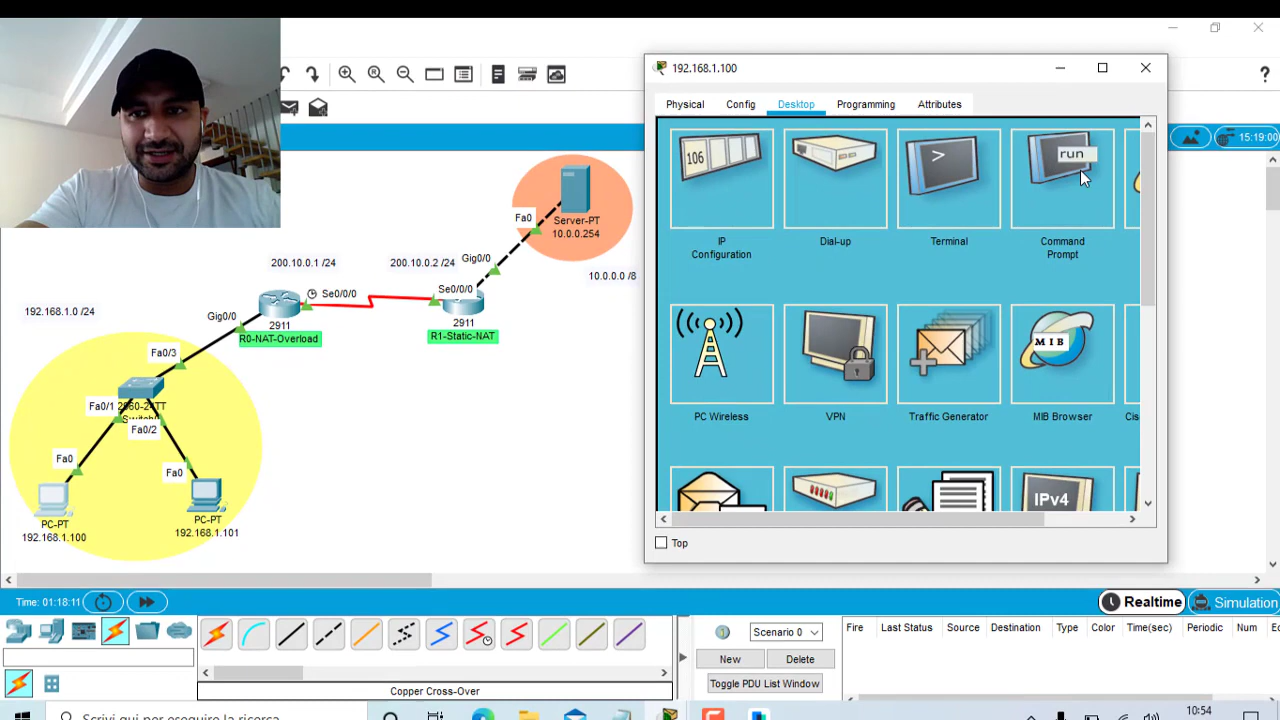 192.168.1.100
?
Physical
Config
Desktop
Programming
Attributes
15:19:00
106
>
run
IP
Configuration
Dial-up
Terminal
Command
Prompt
MIB
PC Wireless
VPN
Traffic Generator
MIB Browser
Cis
IPv4
Top
Fa0
Server-PT
10.0.0.254
200.10.0.1 /24
200.10.0.2 /24
Gig0/0
10.0.0.0 /8
Se0/0/0
Se0/0/0
192.168.1.0 /24
Gig0/0
2911
R0-NAT-Overload
2911
R1-Static-NAT
Fa0/3
Fa0/1
Fa0/2
Fa0
Fa0
PC-PT
192.168.1.100
PC-PT
192.168.1.101
Time: 01:18:11
Realtime
Simulation
Scenario 0
Fire
Last Status
Source
Destination
Type
Color
Time(sec)
Periodic
Num
New
Delete
Toggle PDU List Window
Copper Cross-Over
10:54
Scrivi qui per eseguire la ricerca